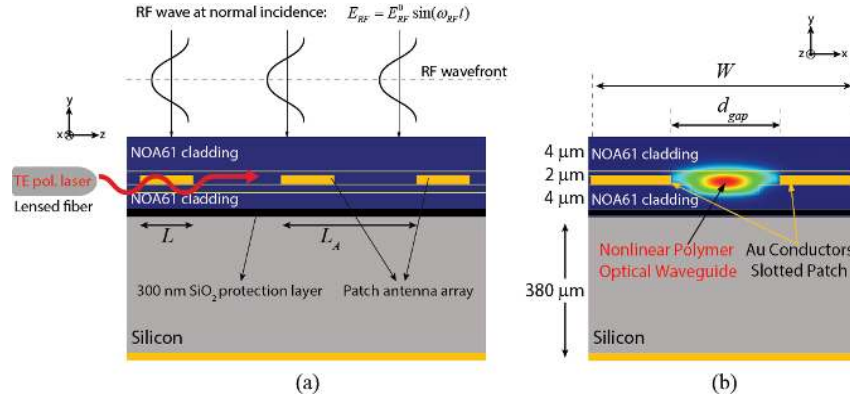 RF wave at normal incidence: E_RF = E_RF^0 sin(ω_RF t)
RF wavefront
y
x z
NOA61 cladding
TE pol. laser
Lensed fiber
NOA61 cladding
L
L_A
300 nm SiO2 protection layer
Patch antenna array
Silicon
(a)
y
z x
W
d_gap
4 μm
NOA61 cladding
2 μm
4 μm
NOA61 cladding
Nonlinear Polymer
Optical Waveguide
Au Conductors
Slotted Patch
380 μm
Silicon
(b)